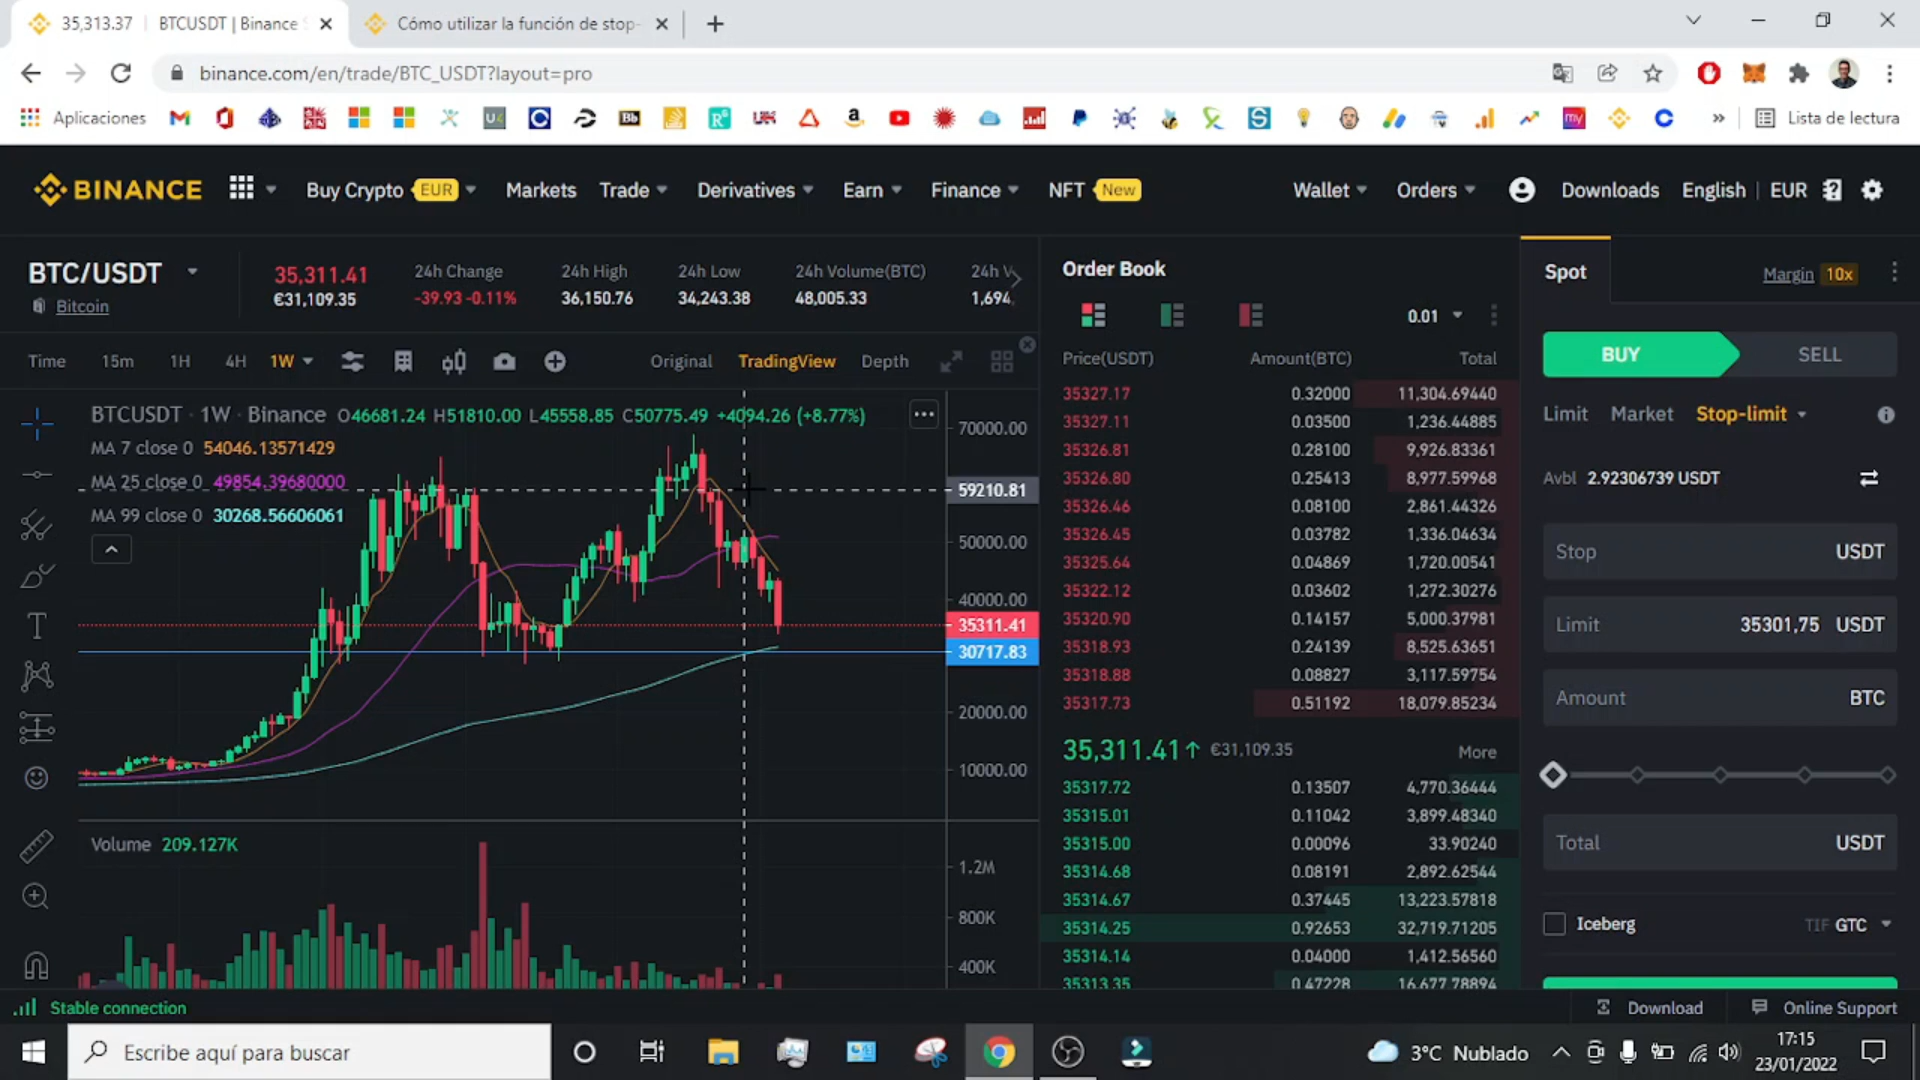 35,313.37 | BTCUSDT | Binance S
Cómo utilizar la función de stop-
binance.com/en/trade/BTC_USDT?layout=pro
Aplicaciones
Lista de lectura
BINANCE
Buy Crypto EUR
Markets
Trade
Derivatives
Earn
Finance
NFT New
Wallet
Orders
Downloads
English | EUR
BTC/USDT
Bitcoin
35,311.41
€31,109.35
24h Change
-39.93 -0.11%
24h High
36,150.76
24h Low
34,243.38
24h Volume(BTC)
48,005.33
24h V
1,694.
Time 15m 1H 4H 1W
Original TradingView Depth
BTCUSDT · 1W · Binance O46681.24 H51810.00 L45558.85 C50775.49 +4094.26 (+8.77%)
MA 7 close 0 54046.13571429
MA 25 close 0 49854.39680000
MA 99 close 0 30268.56606061
70000.00
59210.81
50000.00
40000.00
35311.41
30717.83
20000.00
10000.00
Volume 209.127K
1.2M
800K
400K
Order Book
0.01
Price(USDT) Amount(BTC) Total
35327.17 0.32000 11,304.69440
35327.11 0.03500 1,236.44885
35326.81 0.28100 9,926.83361
35326.80 0.25413 8,977.59968
35326.46 0.08100 2,861.44326
35326.45 0.03782 1,336.04634
35325.64 0.04869 1,720.00541
35322.12 0.03602 1,272.30276
35320.90 0.14157 5,000.37981
35318.93 0.24139 8,525.63651
35318.88 0.08827 3,117.59754
35317.73 0.51192 18,079.85234
35,311.41↑ €31,109.35 More
35317.72 0.13507 4,770.36444
35315.01 0.11042 3,899.48340
35315.00 0.00096 33.90240
35314.68 0.08191 2,892.62544
35314.67 0.37445 13,223.57818
35314.25 0.92653 32,719.71205
35314.14 0.04000 1,412.56560
35313.35 0.47228 16,677.78894
Spot
Margin 10x
BUY SELL
Limit Market Stop-limit
Avbl 2.92306739 USDT
Stop USDT
Limit 35301,75 USDT
Amount BTC
Total USDT
Iceberg TIF GTC
Stable connection
Download
Online Support
Escribe aquí para buscar
3°C Nublado
17:15
23/01/2022